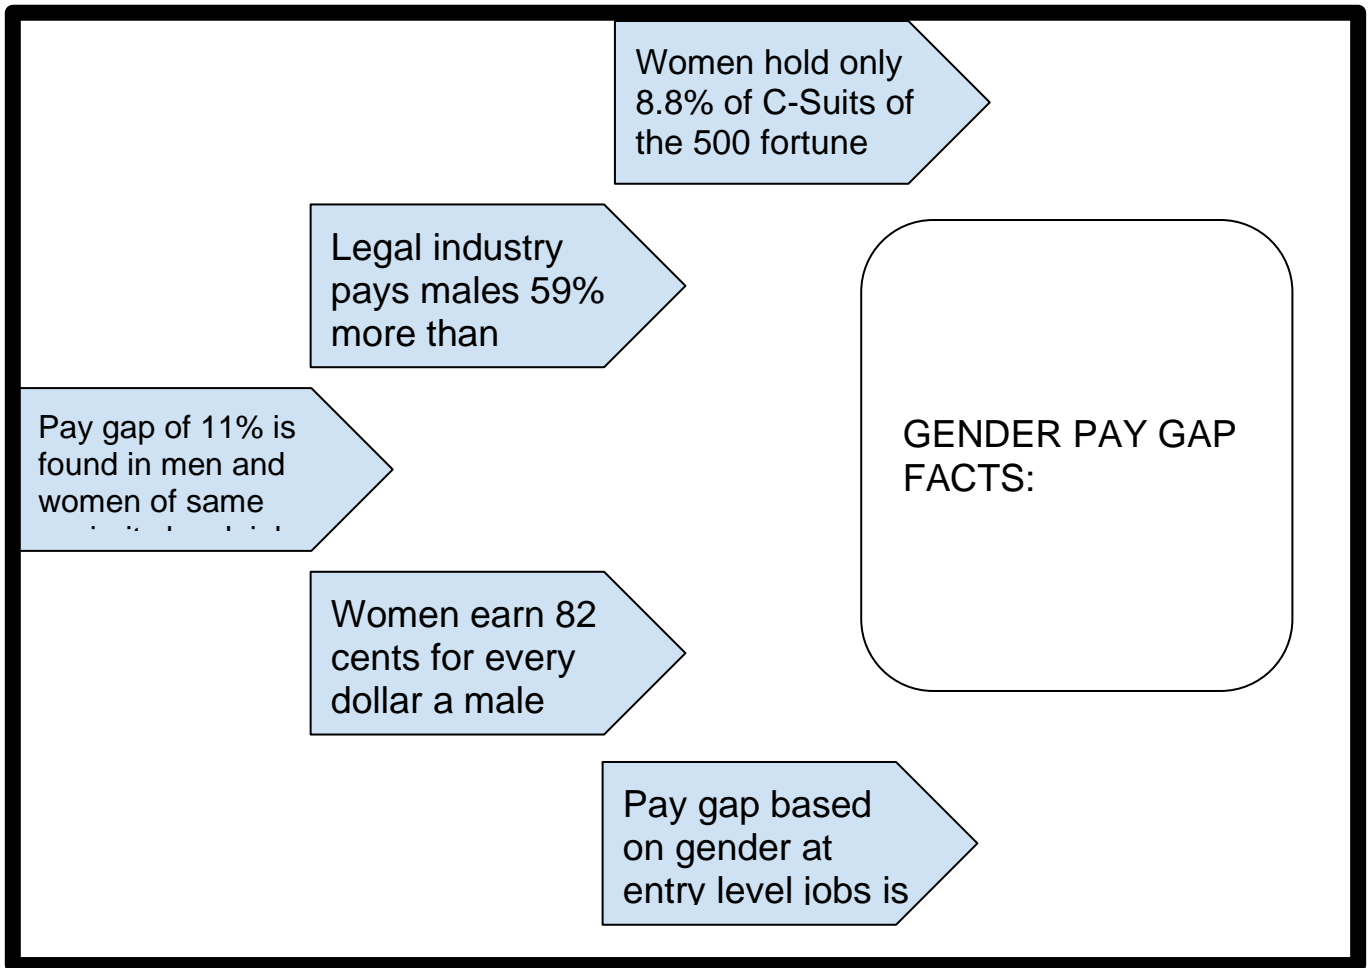 Women hold only
8.8% of C-Suits of
the 500 fortune
Legal industry
pays males 59%
more than
Pay gap of 11% is
found in men and
women of same
GENDER PAY GAP
FACTS:
Women earn 82
cents for every
dollar a male
Pay gap based
on gender at
entry level jobs is